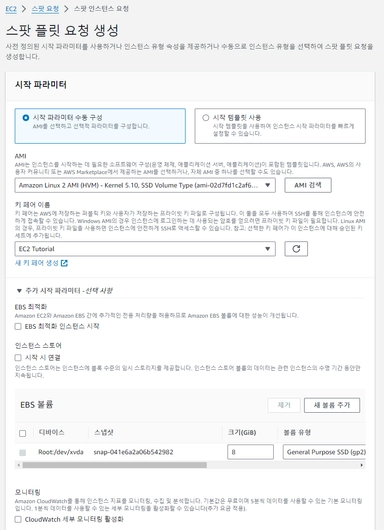 EC2 > 스팟 요청 > 스팟 인스턴스 요청
스팟 플릿 요청 생성
사전 정의된 시작 파라미터를 사용하거나 인스턴스 유형 속성을 제공하거나 수동으로 인스턴스 유형을 선택하여 스팟 플릿 요청을
생성합니다.
시작 파라미터
시작 파라미터 수동 구성
AMI를 선택하고 선택적 파라미터를 구성합니다.
시작 템플릿 사용
시작 템플릿을 사용하여 인스턴스 시작 파라미터를 빠르게
설정할 수 있습니다.
AMI
AMI는 인스턴스를 시작하는 데 필요한 소프트웨어 구성(운영 체제, 애플리케이션 서버, 애플리케이션)이 포함된 템플릿입니다. AWS, AWS의 사
용자 커뮤니티 또는 AWS Marketplace에서 제공하는 AMI를 선택하거나, 자체 AMI 중 하나를 선택할 수도 있습니다.
Amazon Linux 2 AMI (HVM) - Kernel 5.10, SSD Volume Type (ami-02d7fd1c2af6...
AMI 검색
키 페어 이름
키 페어는 AWS에 저장하는 퍼블릭 키와 사용자가 저장하는 프라이빗 키 파일로 구성됩니다. 이 둘을 모두 사용하여 SSH를 통해 인스턴스에 안전
하게 접속할 수 있습니다. Windows AMI의 경우 인스턴스에 로그인하는 데 사용되는 암호를 얻으려면 프라이빗 키 파일이 필요합니다. Linux AMI
의 경우, 프라이빗 키 파일을 사용하면 인스턴스에 안전하게 SSH로 액세스할 수 있습니다. 참고: 선택한 키 페어가 이 인스턴스에 대해 승인된 키
세트에 추가됩니다.
EC2 Tutorial
새 키 페어 생성
추가 시작 파라미터 - 선택 사항
EBS 최적화
Amazon EC2와 Amazon EBS 간에 추가적인 전용 처리량을 허용하므로 Amazon EBS 볼륨에 대한 성능이 개선됩니다.
EBS 최적화 인스턴스 시작
인스턴스 스토어
시작 시 연결
인스턴스 스토어는 인스턴스에 블록 수준의 임시 스토리지를 제공합니다. 인스턴스 스토어 볼륨의 데이터는 관련 인스턴스의 수명 기간 동안만
지속됩니다.
EBS 볼륨
제거
새 볼륨 추가
디바이스 스냅샷 크기(GiB) 볼륨 유형
Root:/dev/xvda snap-041e6a2a06b542982 8 General Purpose SSD (gp2)
모니터링
Amazon CloudWatch를 통해 인스턴스 지표를 모니터링, 수집 및 분석합니다. 기본값은 무료이며 5분씩 데이터를 사용할 수 있는 기본 모니터링
입니다. 1분씩 데이터를 사용할 수 있는 세부 모니터링을 활성화할 수 있습니다(추가 요금 적용).
CloudWatch 세부 모니터링 활성화